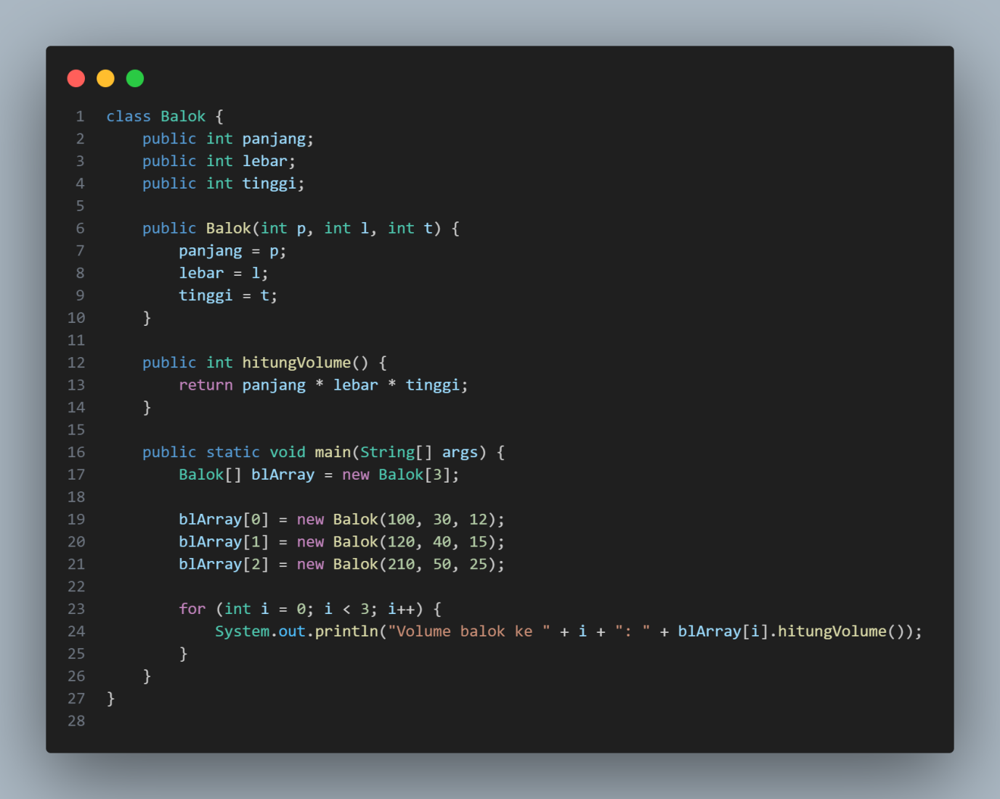 1 class Balok {
2     public int panjang;
3     public int lebar;
4     public int tinggi;
5
6     public Balok(int p, int l, int t) {
7         panjang = p;
8         lebar = l;
9         tinggi = t;
10     }
11
12     public int hitungVolume() {
13         return panjang * lebar * tinggi;
14     }
15
16     public static void main(String[] args) {
17         Balok[] blArray = new Balok[3];
18
19         blArray[0] = new Balok(100, 30, 12);
20         blArray[1] = new Balok(120, 40, 15);
21         blArray[2] = new Balok(210, 50, 25);
22
23         for (int i = 0; i < 3; i++) {
24             System.out.println("Volume balok ke " + i + ": " + blArray[i].hitungVolume());
25         }
26     }
27 }
28